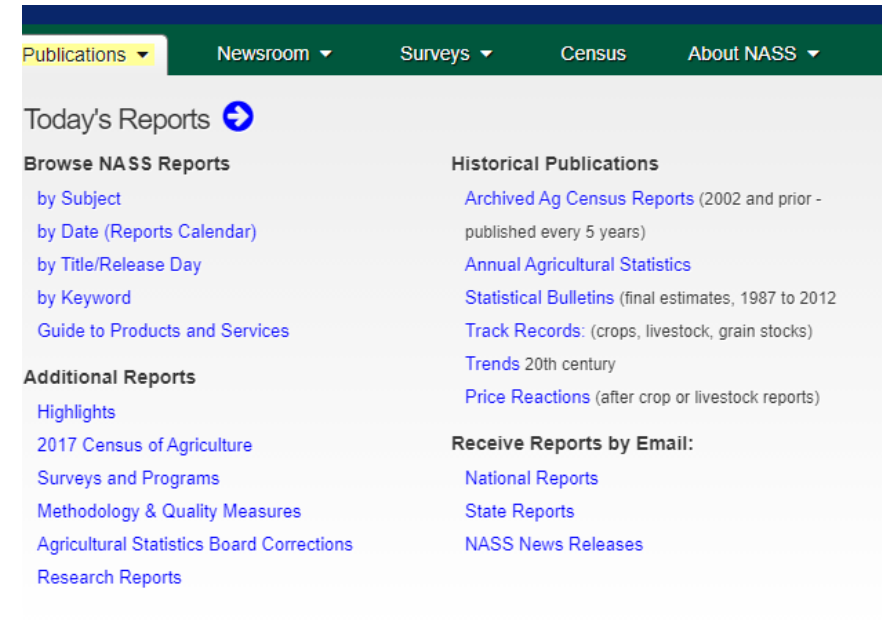 Publications Newsroom Surveys Census About NASS
Today's Reports
Browse NASS Reports
by Subject
by Date (Reports Calendar)
by Title/Release Day
by Keyword
Guide to Products and Services
Additional Reports
Highlights
2017 Census of Agriculture
Surveys and Programs
Methodology & Quality Measures
Agricultural Statistics Board Corrections
Research Reports
Historical Publications
Archived Ag Census Reports (2002 and prior -
published every 5 years)
Annual Agricultural Statistics
Statistical Bulletins (final estimates, 1987 to 2012
Track Records: (crops, livestock, grain stocks)
Trends 20th century
Price Reactions (after crop or livestock reports)
Receive Reports by Email:
National Reports
State Reports
NASS News Releases